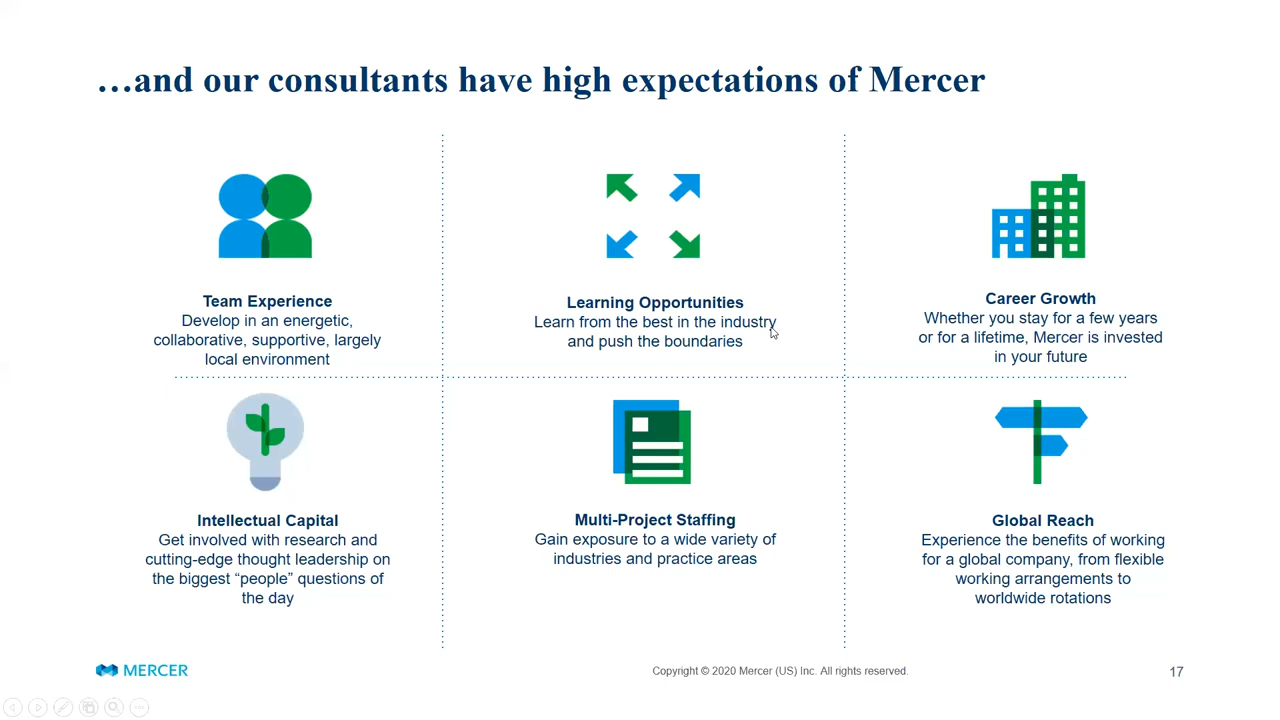 …and our consultants have high expectations of Mercer
Team Experience
Develop in an energetic,
collaborative, supportive, largely
local environment
Learning Opportunities
Learn from the best in the industry
and push the boundaries
Career Growth
Whether you stay for a few years
or for a lifetime, Mercer is invested
in your future
Intellectual Capital
Get involved with research and
cutting-edge thought leadership on
the biggest “people” questions of
the day
Multi-Project Staffing
Gain exposure to a wide variety of
industries and practice areas
Global Reach
Experience the benefits of working
for a global company, from flexible
working arrangements to
worldwide rotations
MERCER
Copyright © 2020 Mercer (US) Inc. All rights reserved.
17